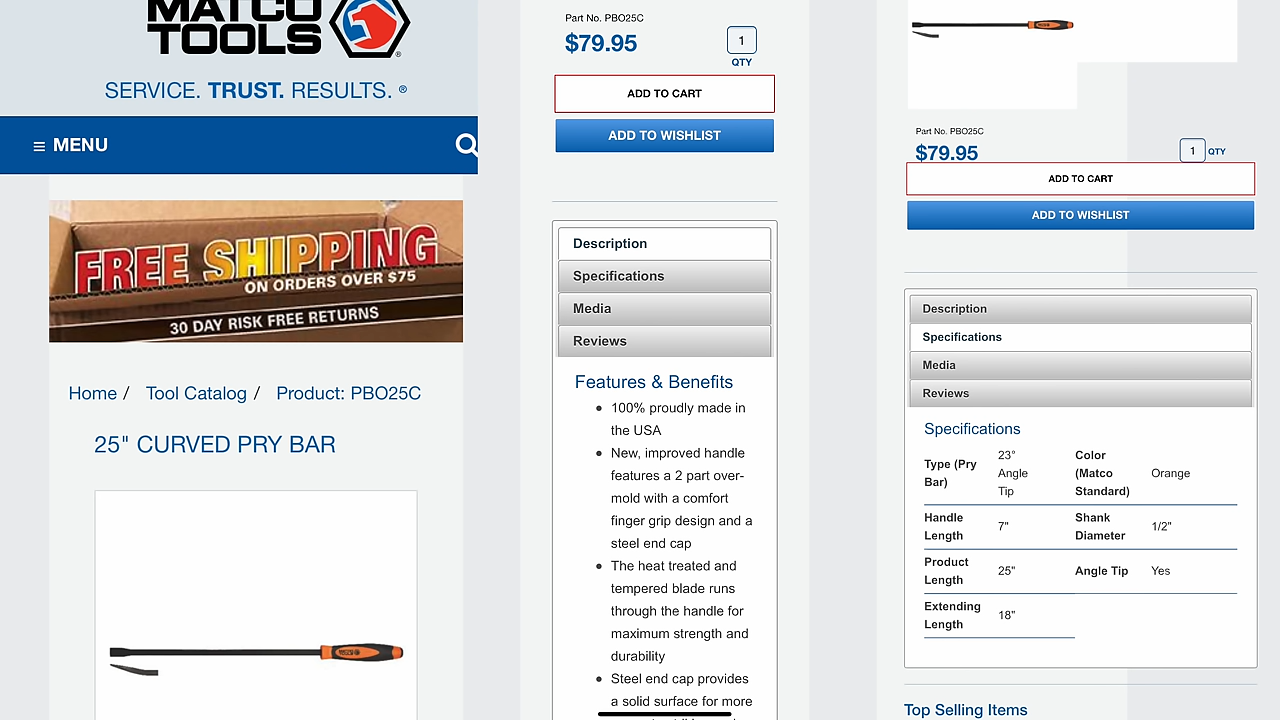 MATCO
TOOLS®
SERVICE. TRUST. RESULTS. ®
≡ MENU
FREE SHIPPING
ON ORDERS OVER $75
30 DAY RISK FREE RETURNS
Home / Tool Catalog / Product: PBO25C
25" CURVED PRY BAR
Part No. PBO25C
$79.95
1
QTY
ADD TO CART
ADD TO WISHLIST
Description
Specifications
Media
Reviews
Features & Benefits
• 100% proudly made in
the USA
• New, improved handle
features a 2 part over-
mold with a comfort
finger grip design and a
steel end cap
• The heat treated and
tempered blade runs
through the handle for
maximum strength and
durability
• Steel end cap provides
a solid surface for more
Part No. PBO25C
$79.95
1 QTY
ADD TO CART
ADD TO WISHLIST
Description
Specifications
Media
Reviews
Specifications
Type (Pry
Bar)
23°
Angle
Tip
Color
(Matco
Standard)
Orange
Handle
Length
7"
Shank
Diameter
1/2"
Product
Length
25"
Angle Tip
Yes
Extending
Length
18"
Top Selling Items